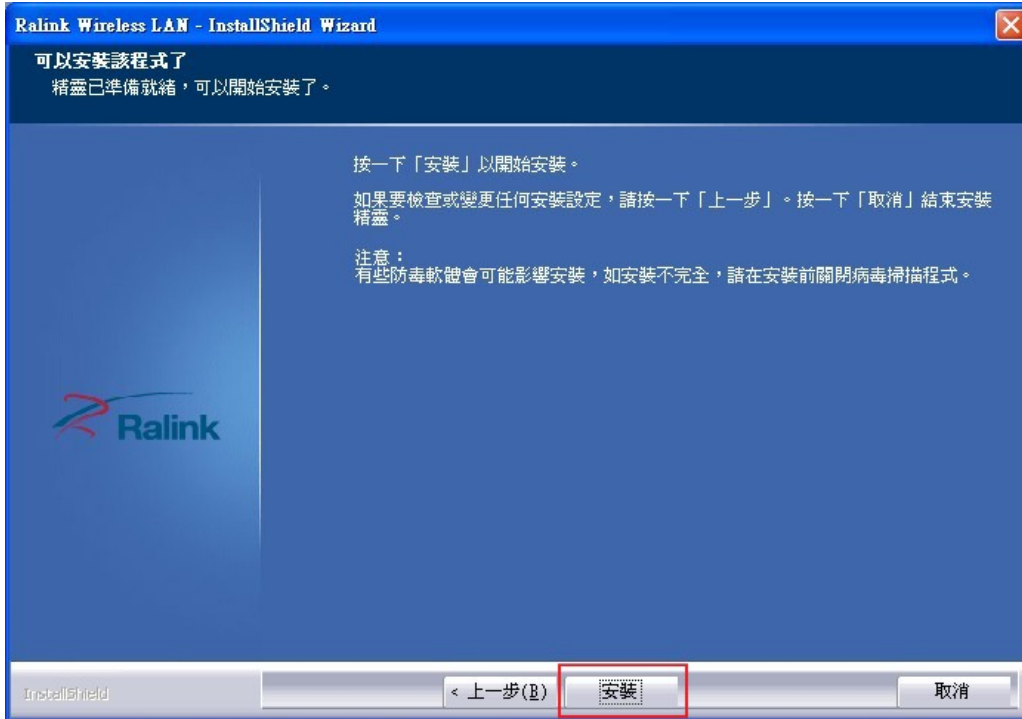 Ralink Wireless LAN - InstallShield Wizard
可以安裝該程式了
精靈已準備就緒，可以開始安裝了。
按一下「安裝」以開始安裝。
如果要檢查或變更任何安裝設定，請按一下「上一步」。按一下「取消」結束安裝
精靈。
注意：
有些防毒軟體會可能影響安裝，如安裝不完全，請在安裝前關閉病毒掃描程式。
Ralink
InstallShield
< 上一步(B)
安裝
取消